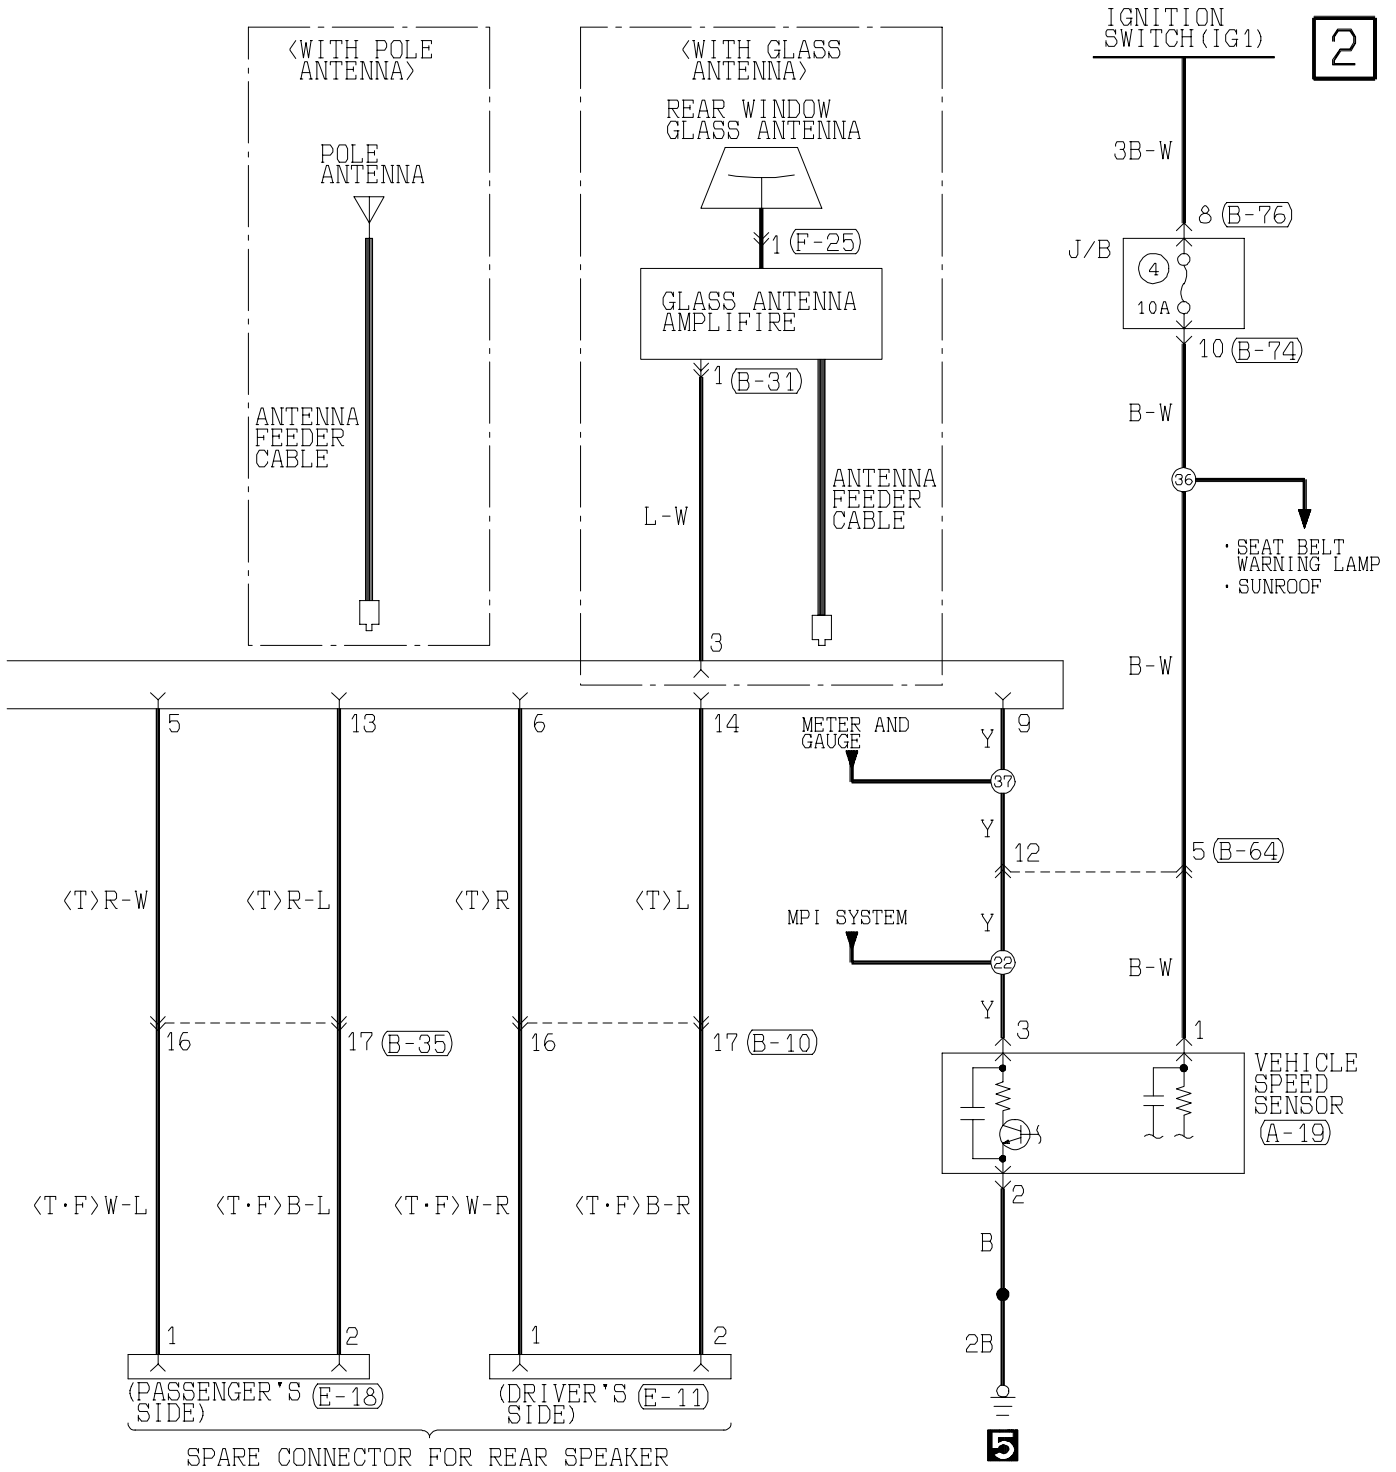 IGNITION
SWITCH(IG1)
2
<WITH POLE
ANTENNA>
<WITH GLASS
ANTENNA>
REAR WINDOW
GLASS ANTENNA
POLE
ANTENNA
3B-W
8 (B-76)
1 (F-25)
J/B
4
10A
GLASS ANTENNA
AMPLIFIRE
10 (B-74)
1 (B-31)
B-W
ANTENNA
FEEDER
CABLE
36
ANTENNA
FEEDER
CABLE
L-W
· SEAT BELT
WARNING LAMP
· SUNROOF
3
B-W
5
13
6
14
METER AND
GAUGE
9
Y
37
Y
12
5 (B-64)
<T>R-W
<T>R-L
<T>R
<T>L
MPI SYSTEM
Y
22
B-W
Y
16
17 (B-35)
16
17 (B-10)
3
1
VEHICLE
SPEED
SENSOR
(A-19)
<T·F>W-L
<T·F>B-L
<T·F>W-R
<T·F>B-R
2
B
1
2
1
2
2B
(PASSENGER'S
SIDE)
(E-18)
(DRIVER'S
SIDE)
(E-11)
5
SPARE CONNECTOR FOR REAR SPEAKER